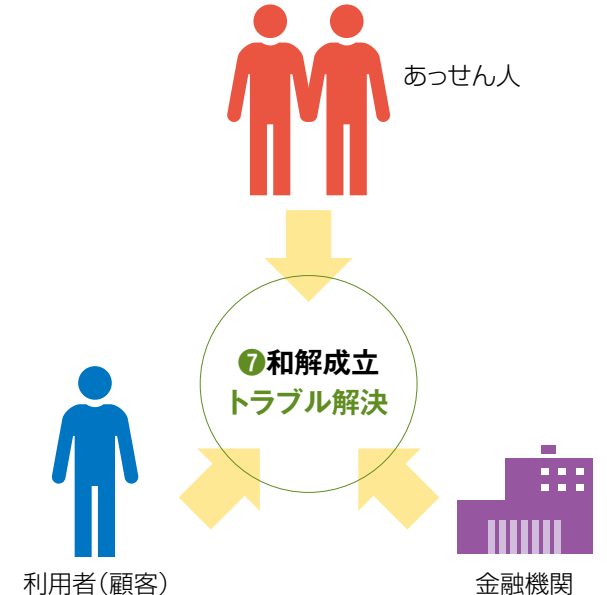 あっせん人
❼和解成立
トラブル解決
利用者（顧客）
金融機関